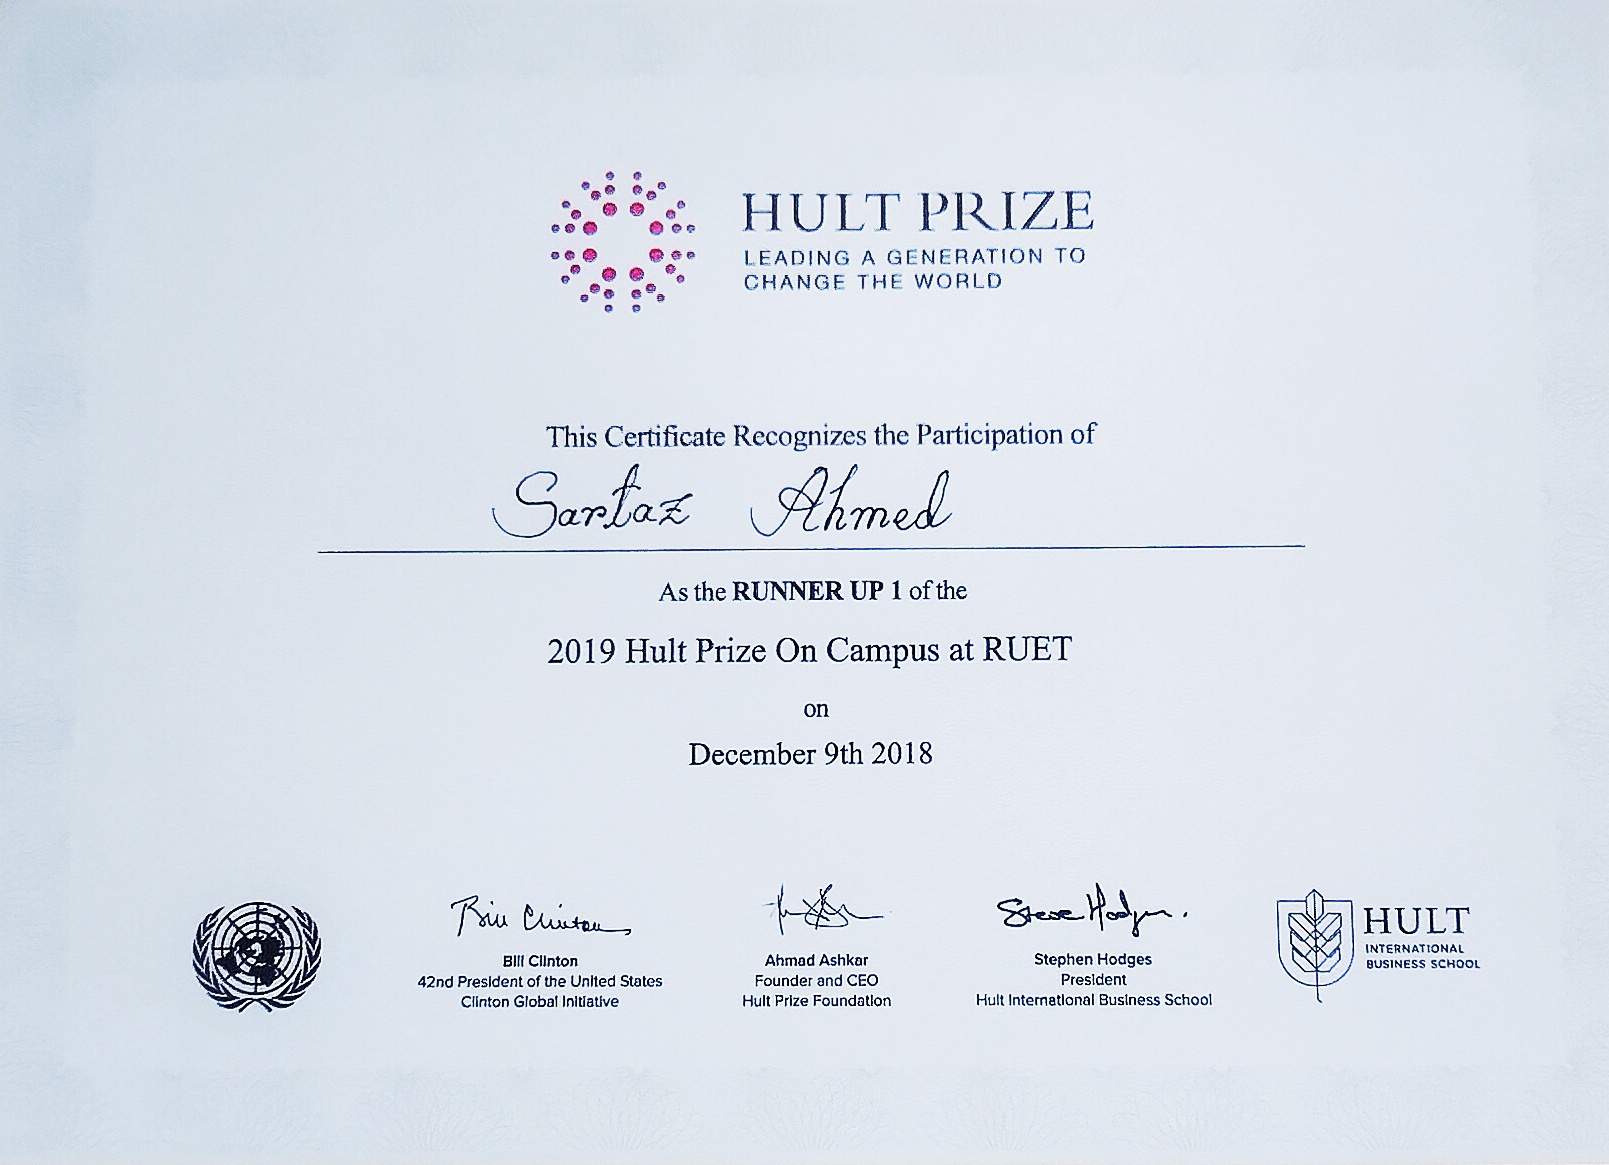 HULT PRIZE
LEADING A GENERATION TO
CHANGE THE WORLD
This Certificate Recognizes the Participation of
Sartaz Ahmed
As the RUNNER UP 1 of the
2019 Hult Prize On Campus at RUET
on
December 9th 2018
Bill Clinton
Bill Clinton
42nd President of the United States
Clinton Global Initiative
Ahmad Ashkar
Founder and CEO
Hult Prize Foundation
Steve Hodges
Stephen Hodges
President
Hult International Business School
HULT
INTERNATIONAL
BUSINESS SCHOOL